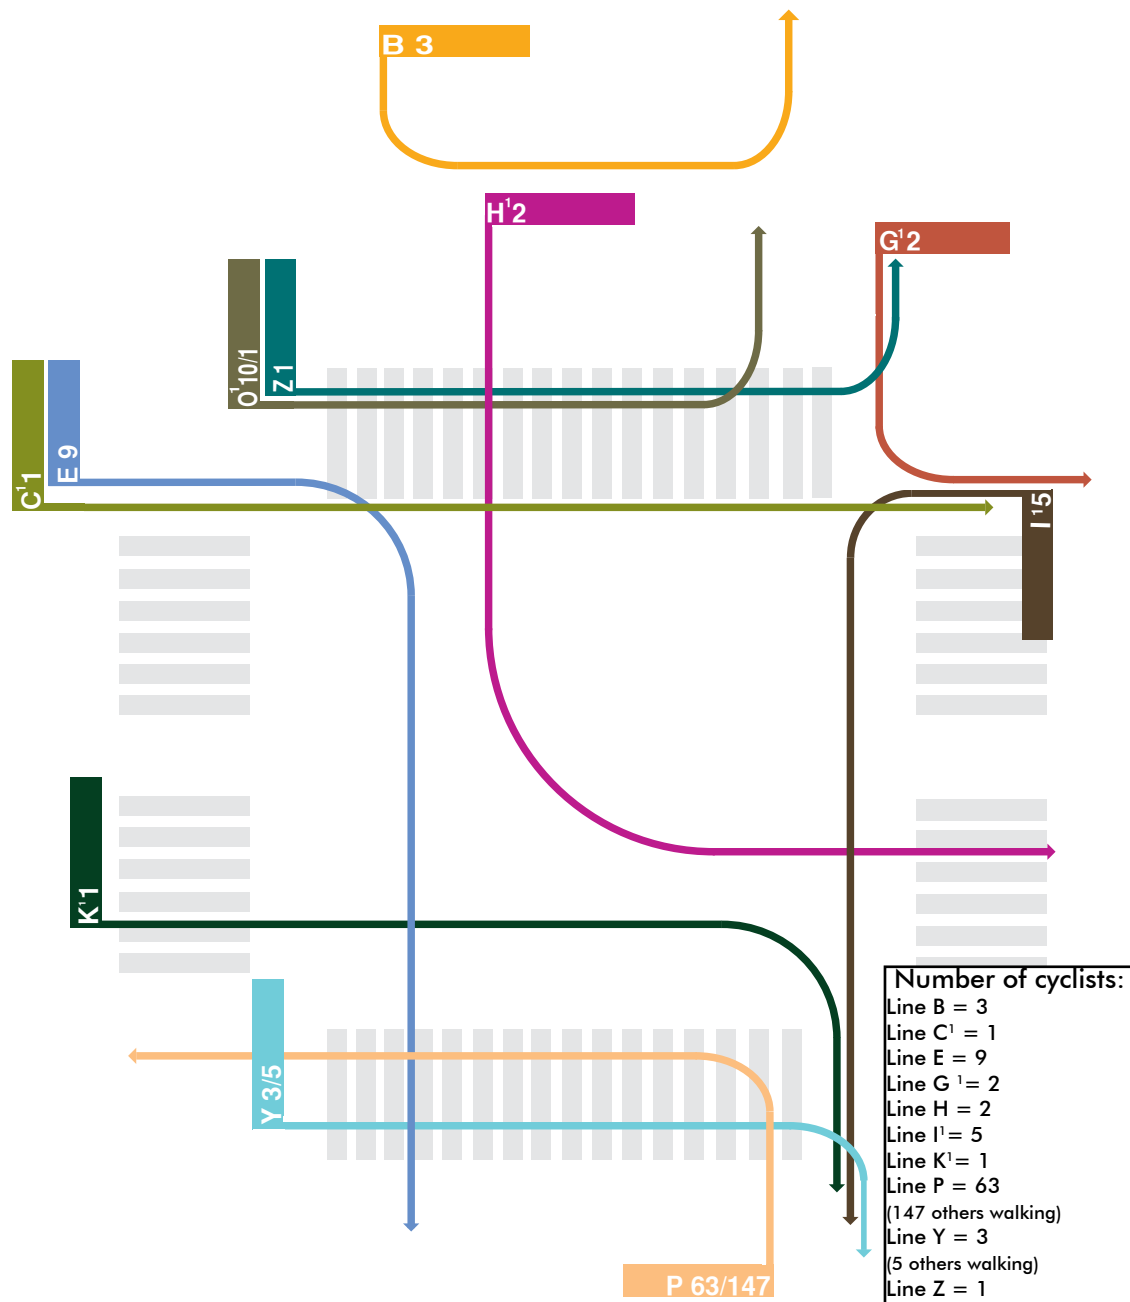 B 3
H¹2
G¹2
O¹10/1
Z 1
C¹1
E 9
I¹5
K¹1
Y 3/5
P 63/147
Number of cyclists:
Line B = 3
Line C¹ = 1
Line E = 9
Line G ¹= 2
Line H = 2
Line I¹= 5
Line K¹= 1
Line P = 63
(147 others walking)
Line Y = 3
(5 others walking)
Line Z = 1